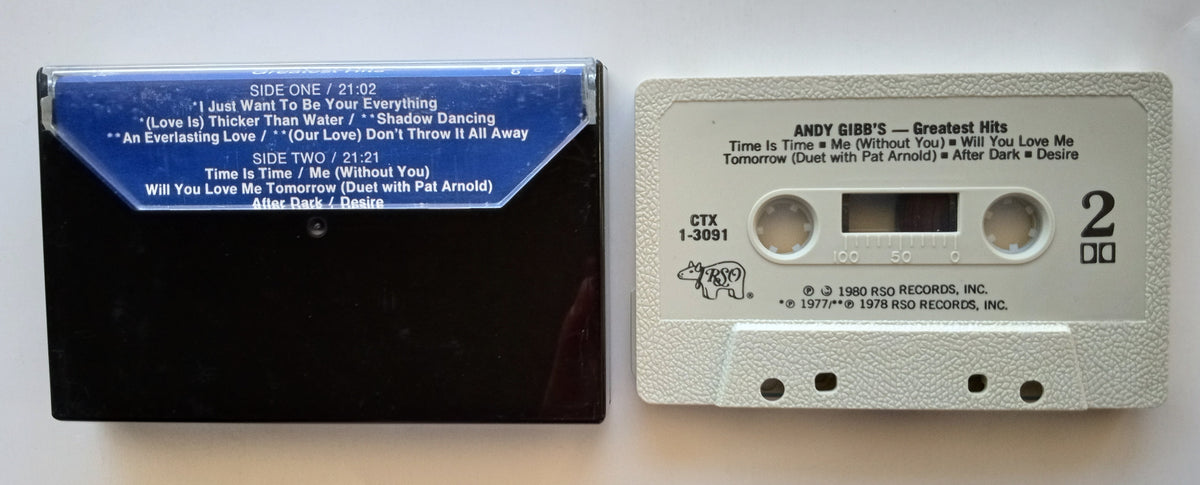 Greatest Hits
SIDE ONE / 21:02
*I Just Want To Be Your Everything
*(Love Is) Thicker Than Water / **Shadow Dancing
**An Everlasting Love / **(Our Love) Don't Throw It All Away
SIDE TWO / 21:21
Time Is Time / Me (Without You)
Will You Love Me Tomorrow (Duet with Pat Arnold)
After Dark / Desire
ANDY GIBB'S — Greatest Hits
Time Is Time ■ Me (Without You) ■ Will You Love Me
Tomorrow (Duet with Pat Arnold) ■ After Dark ■ Desire
CTX
1-3091
2
100 50 0
RSO ®
℗ © 1980 RSO RECORDS, INC.
*℗ 1977/**℗ 1978 RSO RECORDS, INC.